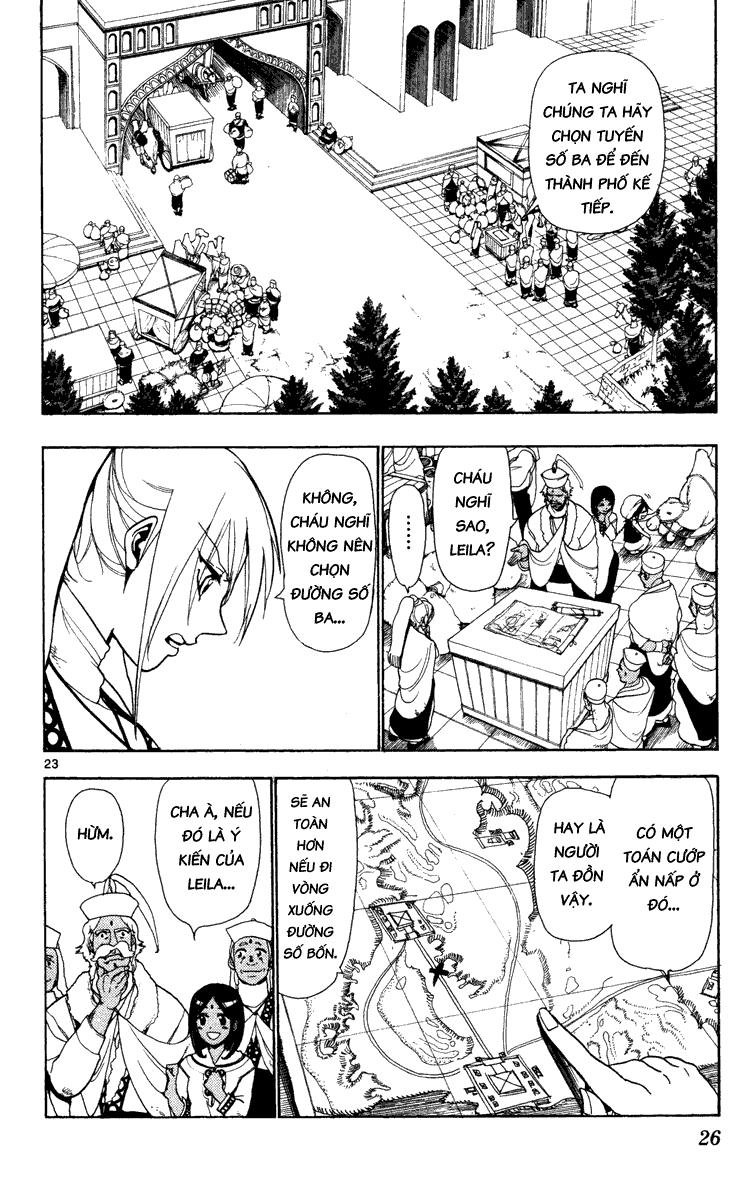 TA NGHĨ
CHÚNG TA HÃY
CHỌN TUYẾN
SỐ BA ĐỂ ĐẾN
THÀNH PHỐ KẾ
TIẾP.
CHÁU
NGHĨ
SAO,
LEILA?
........
KHÔNG,
CHÁU NGHĨ
KHÔNG NÊN
CHỌN
ĐƯỜNG SỐ
BA...
23
CÓ MỘT
TOÁN CƯỚP
ẨN NẤP Ở
ĐÓ...
HAY LÀ
NGƯỜI
TA ĐỒN
VẬY.
SẼ AN
TOÀN
HƠN
NẾU ĐI
VÒNG
XUỐNG
ĐƯỜNG
SỐ BỐN.
CHA À, NẾU
ĐÓ LÀ Ý
KIẾN CỦA
LEILA...
HỪM.
26